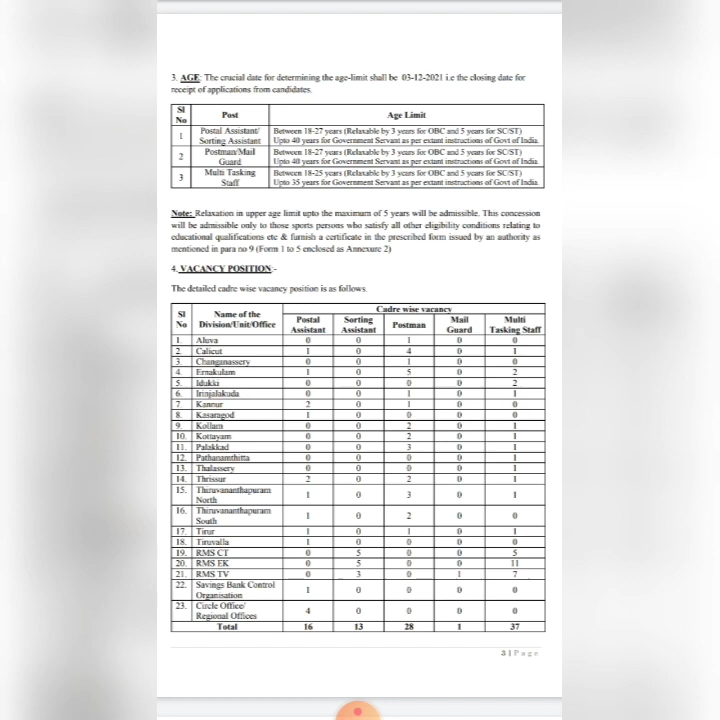 3. AGE: The crucial date for determining the age-limit shall be 03-12-2021 i.e the closing date for
receipt of applications from candidates.
Sl No Post Age Limit
1 Postal Assistant/ Sorting Assistant Between 18-27 years (Relaxable by 3 years for OBC and 5 years for SC/ST)
Upto 40 years for Government Servant as per extant instructions of Govt of India.
2 Postman/Mail Guard Between 18-27 years (Relaxable by 3 years for OBC and 5 years for SC/ST)
Upto 40 years for Government Servant as per extant instructions of Govt of India.
3 Multi Tasking Staff Between 18-25 years (Relaxable by 3 years for OBC and 5 years for SC/ST)
Upto 35 years for Government Servant as per extant instructions of Govt of India.
Note: Relaxation in upper age limit upto the maximum of 5 years will be admissible. This concession
will be admissible only to those sports persons who satisfy all other eligibility conditions relating to
educational qualifications etc & furnish a certificate in the prescribed form issued by an authority as
mentioned in para no 9 (Form 1 to 5 enclosed as Annexure 2)
4. VACANCY POSITION:-
The detailed cadre wise vacancy position is as follows.
Sl No Name of the Division/Unit/Office Cadre wise vacancy
Postal Assistant Sorting Assistant Postman Mail Guard Multi Tasking Staff
1. Aluva 0 0 1 0 0
2. Calicut 1 0 4 0 1
3. Changanassery 0 0 1 0 0
4. Ernakulam 1 0 5 0 2
5. Idukki 0 0 0 0 2
6. Irinjalakuda 0 0 1 0 1
7. Kannur 2 0 1 0 0
8. Kasaragod 1 0 0 0 0
9. Kollam 0 0 2 0 1
10. Kottayam 0 0 2 0 1
11. Palakkad 0 0 3 0 1
12. Pathanamthitta 0 0 0 0 1
13. Thalassery 0 0 0 0 1
14. Thrissur 2 0 2 0 1
15. Thiruvananthapuram North 1 0 3 0 1
16. Thiruvananthapuram South 1 0 2 0 0
17. Tirur 1 0 1 0 1
18. Tiruvalla 1 0 0 0 0
19. RMS CT 0 5 0 0 5
20. RMS EK 0 5 0 0 11
21. RMS TV 0 3 0 1 7
22. Savings Bank Control Organisation 1 0 0 0 0
23. Circle Office/ Regional Offices 4 0 0 0 0
Total 16 13 28 1 37
3 | Page